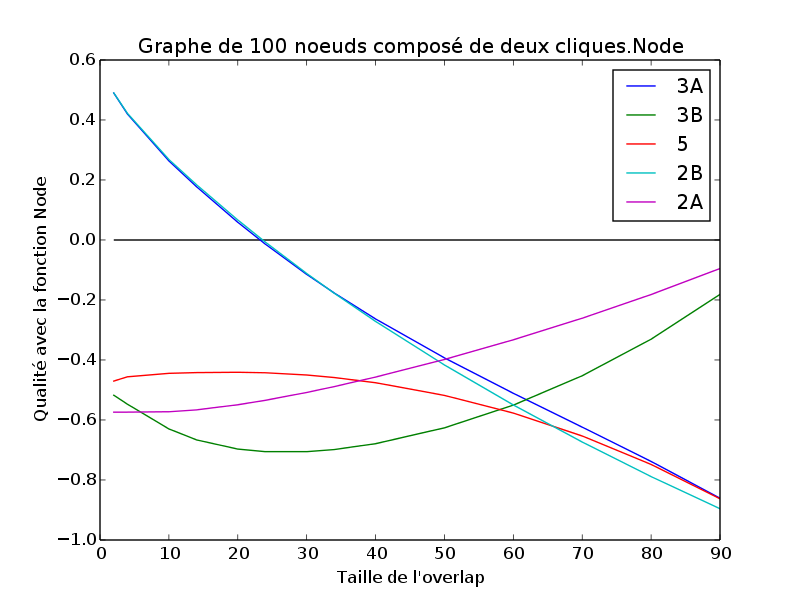 Graphe de 100 noeuds composé de deux cliques.Node
0.6
0.4
0.2
0.0
−0.2
−0.4
−0.6
−0.8
−1.0
Qualité avec la fonction Node
3A
3B
5
2B
2A
0 10 20 30 40 50 60 70 80 90
Taille de l'overlap